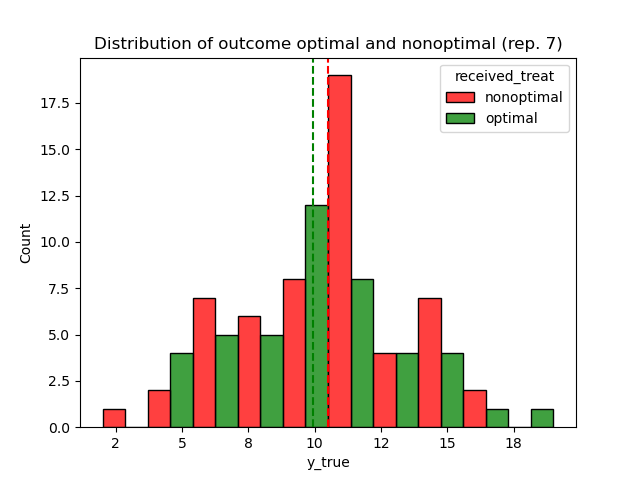 Distribution of outcome optimal and nonoptimal (rep. 7)
received_treat
nonoptimal
optimal
17.5
15.0
12.5
10.0
7.5
5.0
2.5
0.0
Count
2 5 8 10 12 15 18
y_true